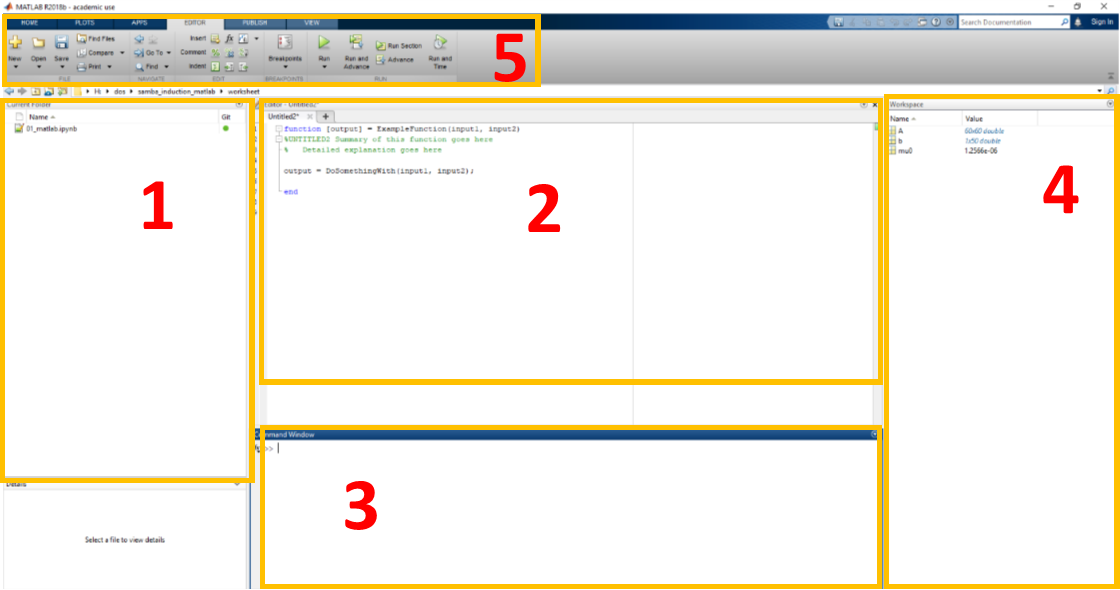 MATLAB R2018b - academic use
HOME PLOTS APPS EDITOR PUBLISH VIEW
Search Documentation Sign In
New Open Save Find Files Compare Print
Go To Find
Insert fx
Comment %
Indent
Breakpoints Run Run and Advance Run Section Advance Run and Time
FILE NAVIGATE EDIT BREAKPOINTS RUN
5
Hi dos samba_induction_matlab worksheet
Current Folder
Name Git
01_matlab.ipynb
1
Editor - Untitled2*
Untitled2* +
function [output] = ExampleFunction(input1, input2)
%UNTITLED2 Summary of this function goes here
% Detailed explanation goes here
output = DoSomethingWith(input1, input2);
end
2
Workspace
Name Value
A 60x60 double
b 1x50 double
mu0 1.2566e-06
4
Command Window
>>
3
Details
Select a file to view details